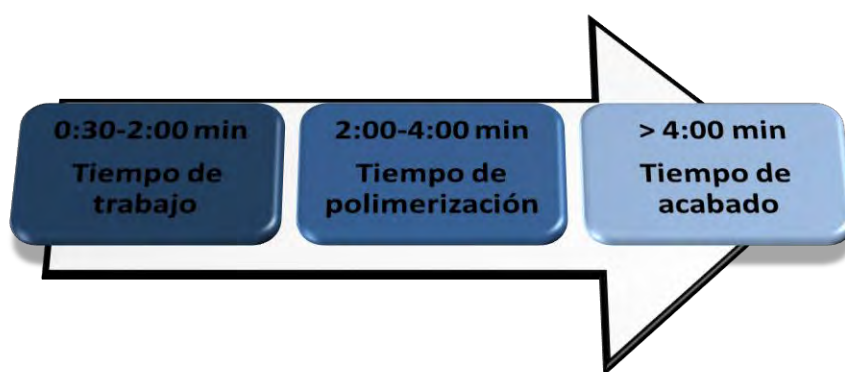 0:30-2:00 min
Tiempo de
trabajo
2:00-4:00 min
Tiempo de
polimerización
> 4:00 min
Tiempo de
acabado